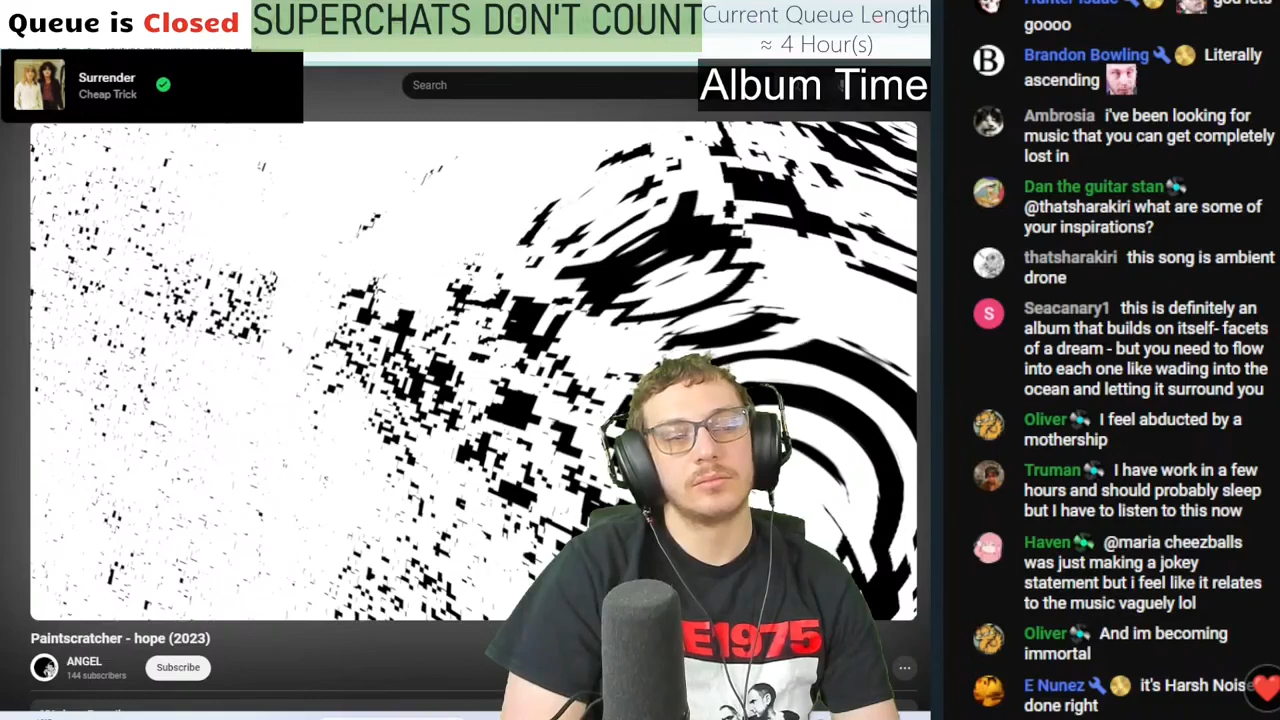 Queue is Closed
SUPERCHATS DON'T COUNT
Current Queue Length
≈ 4 Hour(s)
Surrender
Cheap Trick
Search
Album Time
Paintscratcher - hope (2023)
ANGEL
144 subscribers
Subscribe
E1975
goooo
B
Brandon Bowling Literally
ascending
Ambrosia i've been looking for
music that you can get completely
lost in
Dan the guitar stan
@thatsharakiri what are some of
your inspirations?
thatsharakiri this song is ambient
drone
S
Seacanary1 this is definitely an
album that builds on itself- facets
of a dream - but you need to flow
into each one like wading into the
ocean and letting it surround you
Oliver I feel abducted by a
mothership
Truman I have work in a few
hours and should probably sleep
but I have to listen to this now
Haven @maria cheezballs
was just making a jokey
statement but i feel like it relates
to the music vaguely lol
Oliver And im becoming
immortal
E Nunez it's Harsh Noise
done right